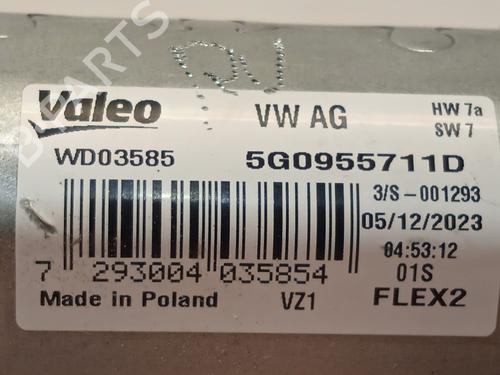 Valeo VW AG HW 7a
SW 7
WD03585 5G0955711D
3/S-001293
05/12/2023
04:53:12
7 293004 035854 01S
Made in Poland VZ1 FLEX2